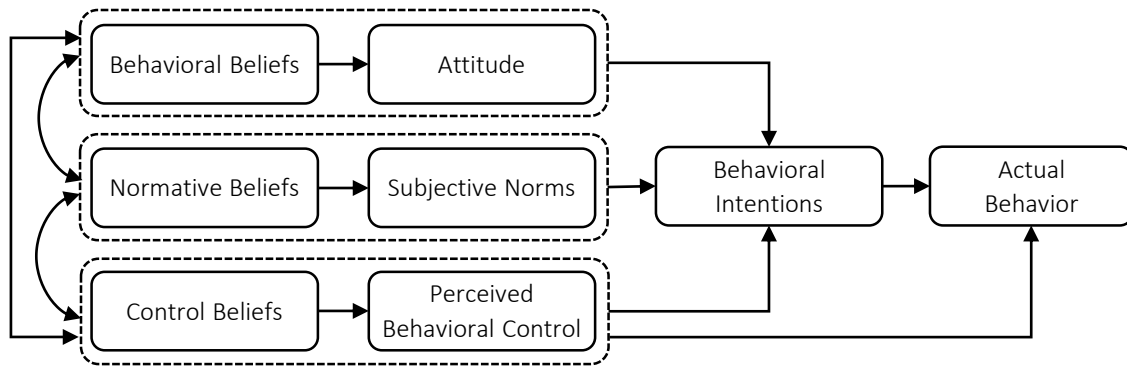 Behavioral Beliefs
Attitude
Normative Beliefs
Subjective Norms
Behavioral
Intentions
Actual
Behavior
Control Beliefs
Perceived
Behavioral Control